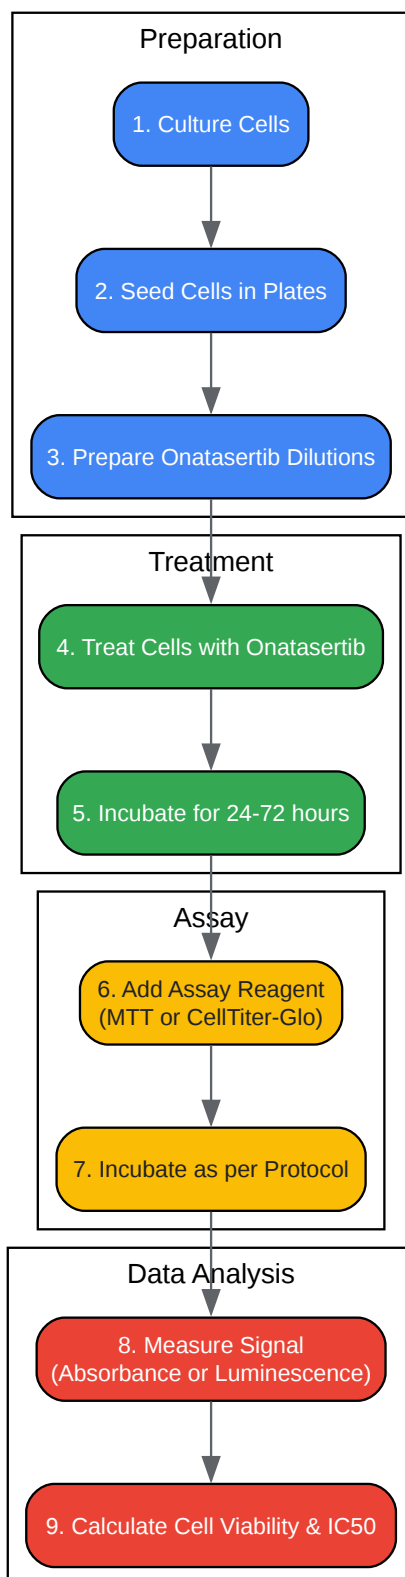 Preparation
1. Culture Cells
2. Seed Cells in Plates
3. Prepare Onatasertib Dilutions
Treatment
4. Treat Cells with Onatasertib
5. Incubate for 24-72 hours
Assay
6. Add Assay Reagent
(MTT or CellTiter-Glo)
7. Incubate as per Protocol
Data Analysis
8. Measure Signal
(Absorbance or Luminescence)
9. Calculate Cell Viability & IC50